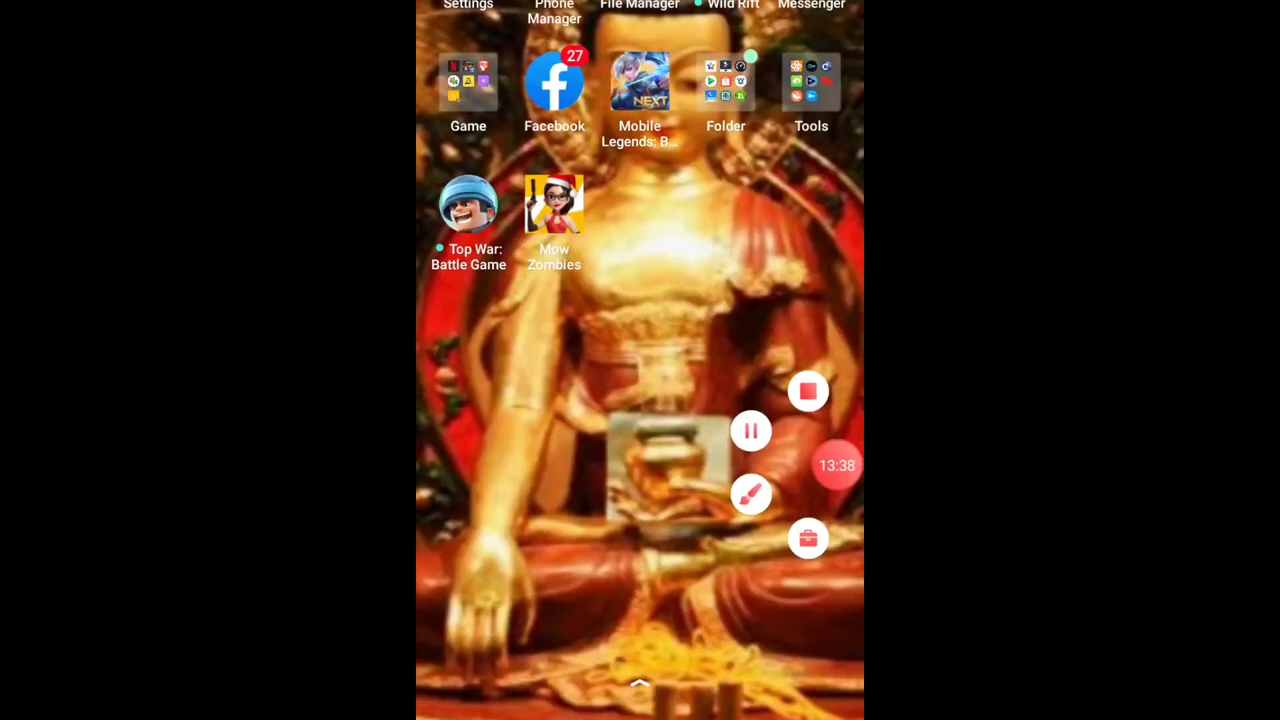 Settings
Phone
Manager
File Manager
Wild Rift
Messenger
27
NEXT
Game
Facebook
Mobile
Legends: B...
Folder
Tools
Top War:
Battle Game
Mow
Zombies
13:38